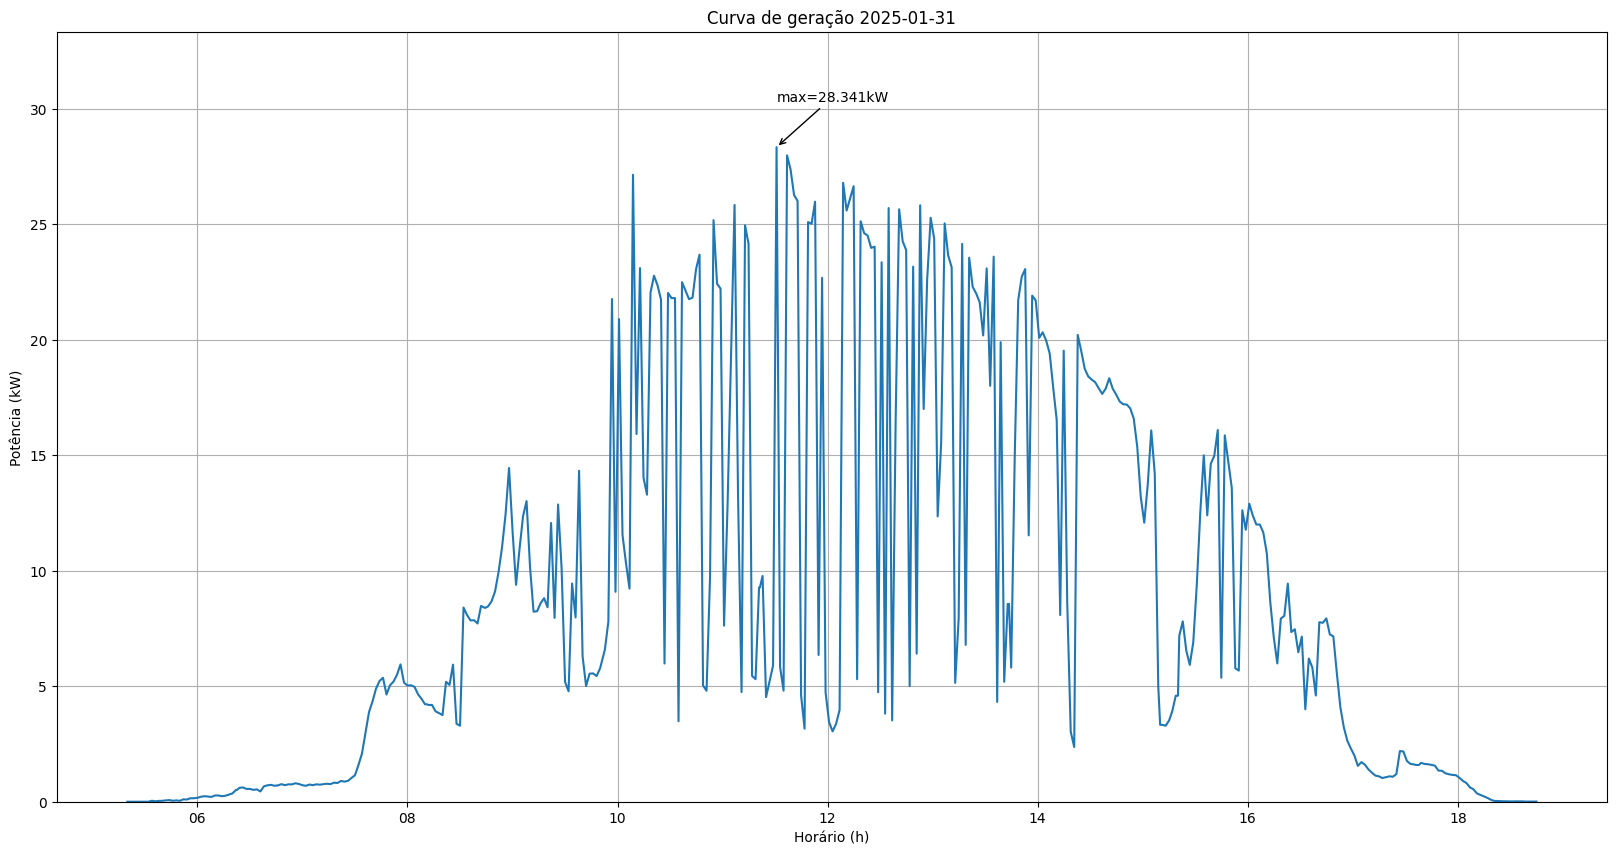 Curva de geração 2025-01-31
max=28.341kW
30
25
20
15
10
5
0
Potência (kW)
06 08 10 12 14 16 18
Horário (h)